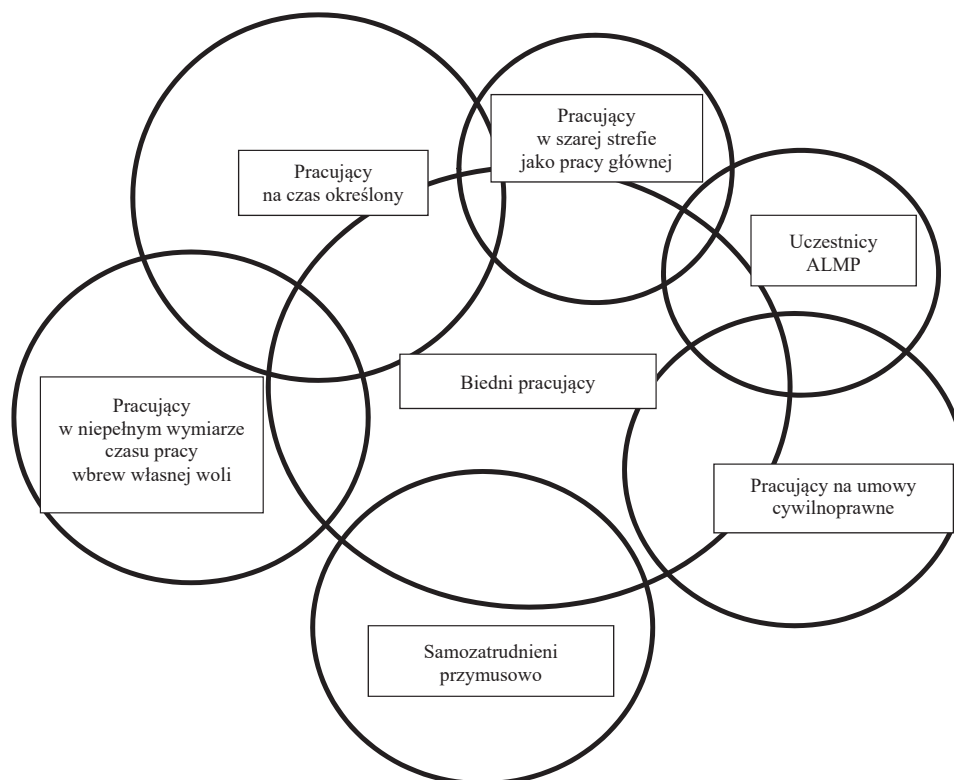 Pracujący
w szarej strefie
jako pracy głównej
Pracujący
na czas określony
Uczestnicy
ALMP
Biedni pracujący
Pracujący
w niepełnym wymiarze
czasu pracy
wbrew własnej woli
Pracujący na umowy
cywilnoprawne
Samozatrudnieni
przymusowo